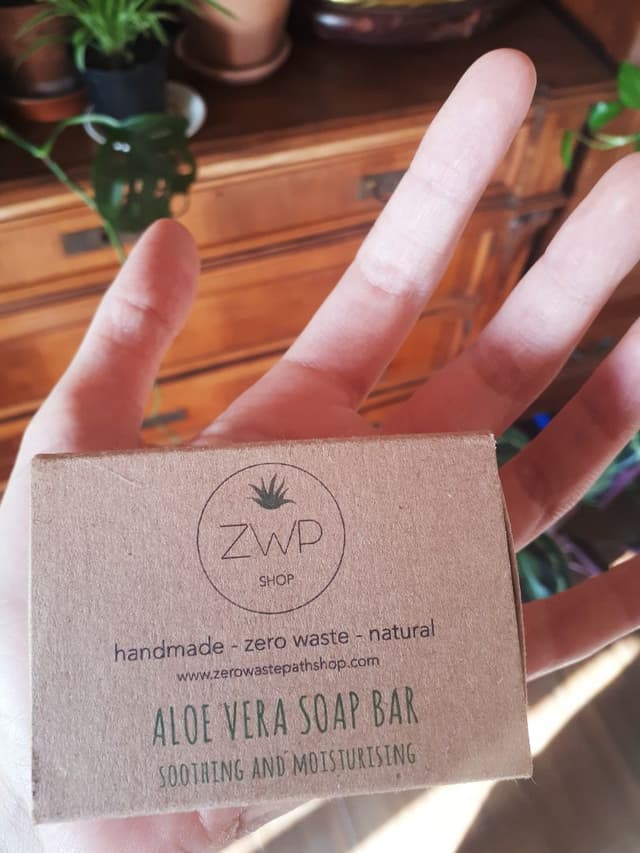 ZWP
SHOP
handmade - zero waste - natural
www.zerowastepathshop.com
ALOE VERA SOAP BAR
SOOTHING AND MOISTURISING